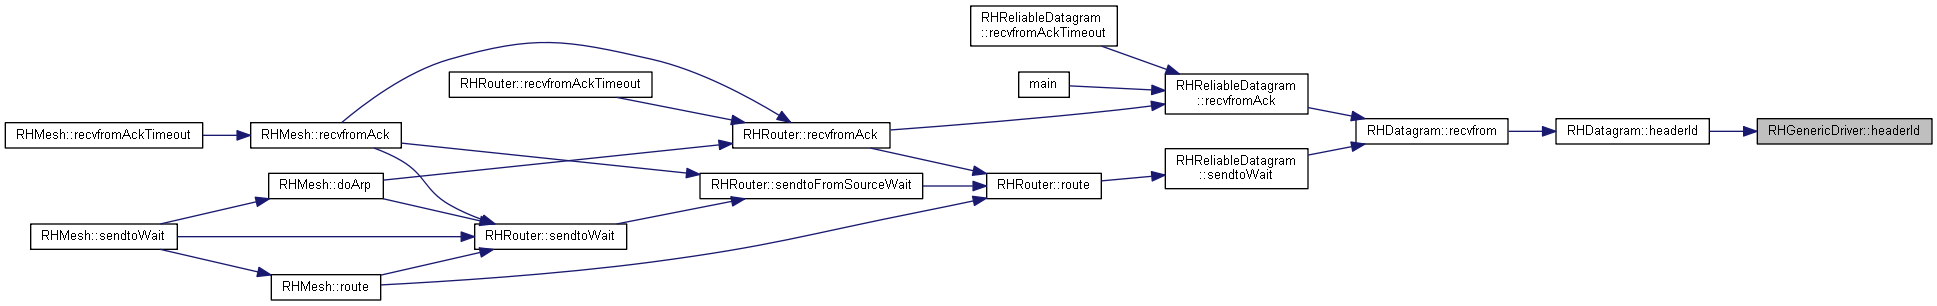 RHReliableDatagram
::recvfromAckTimeout
RHRouter::recvfromAckTimeout
main
RHReliableDatagram
::recvfromAck
RHMesh::recvfromAckTimeout
RHMesh::recvfromAck
RHRouter::recvfromAck
RHDatagram::recvfrom
RHDatagram::headerId
RHGenericDriver::headerId
RHReliableDatagram
::sendtoWait
RHMesh::doArp
RHRouter::sendtoFromSourceWait
RHRouter::route
RHMesh::sendtoWait
RHRouter::sendtoWait
RHMesh::route